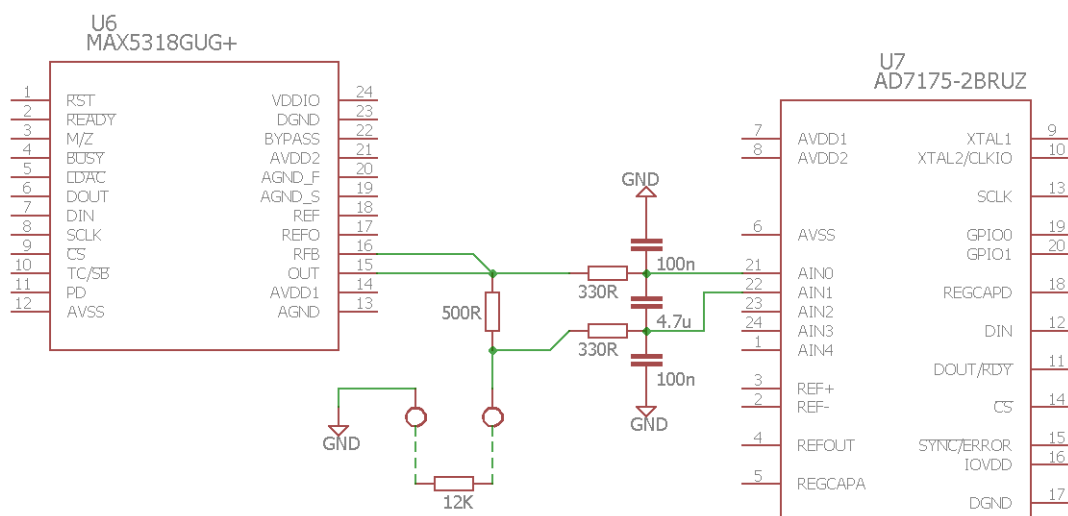 U6
MAX5318GUG+
1 RST VDDIO 24
2 READY DGND 23
3 M/Z BYPASS 22
4 BUSY AVDD2 21
5 LDAC AGND_F 20
6 DOUT AGND_S 19
7 DIN REF 18
8 SCLK REFO 17
9 CS RFB 16
10 TC/SB OUT 15
11 PD AVDD1 14
12 AVSS AGND 13
500R
GND
12K
GND
100n
330R
4.7u
330R
100n
GND
U7
AD7175-2BRUZ
7 AVDD1 XTAL1 9
8 AVDD2 XTAL2/CLKIO 10
SCLK 13
6 AVSS GPIO0 19
GPIO1 20
21 AIN0
22 AIN1 REGCAPD 18
23 AIN2
24 AIN3 DIN 12
1 AIN4
DOUT/RDY 11
3 REF+
2 REF- CS 14
4 REFOUT SYNC/ERROR 15
IOVDD 16
5 REGCAPA
DGND 17